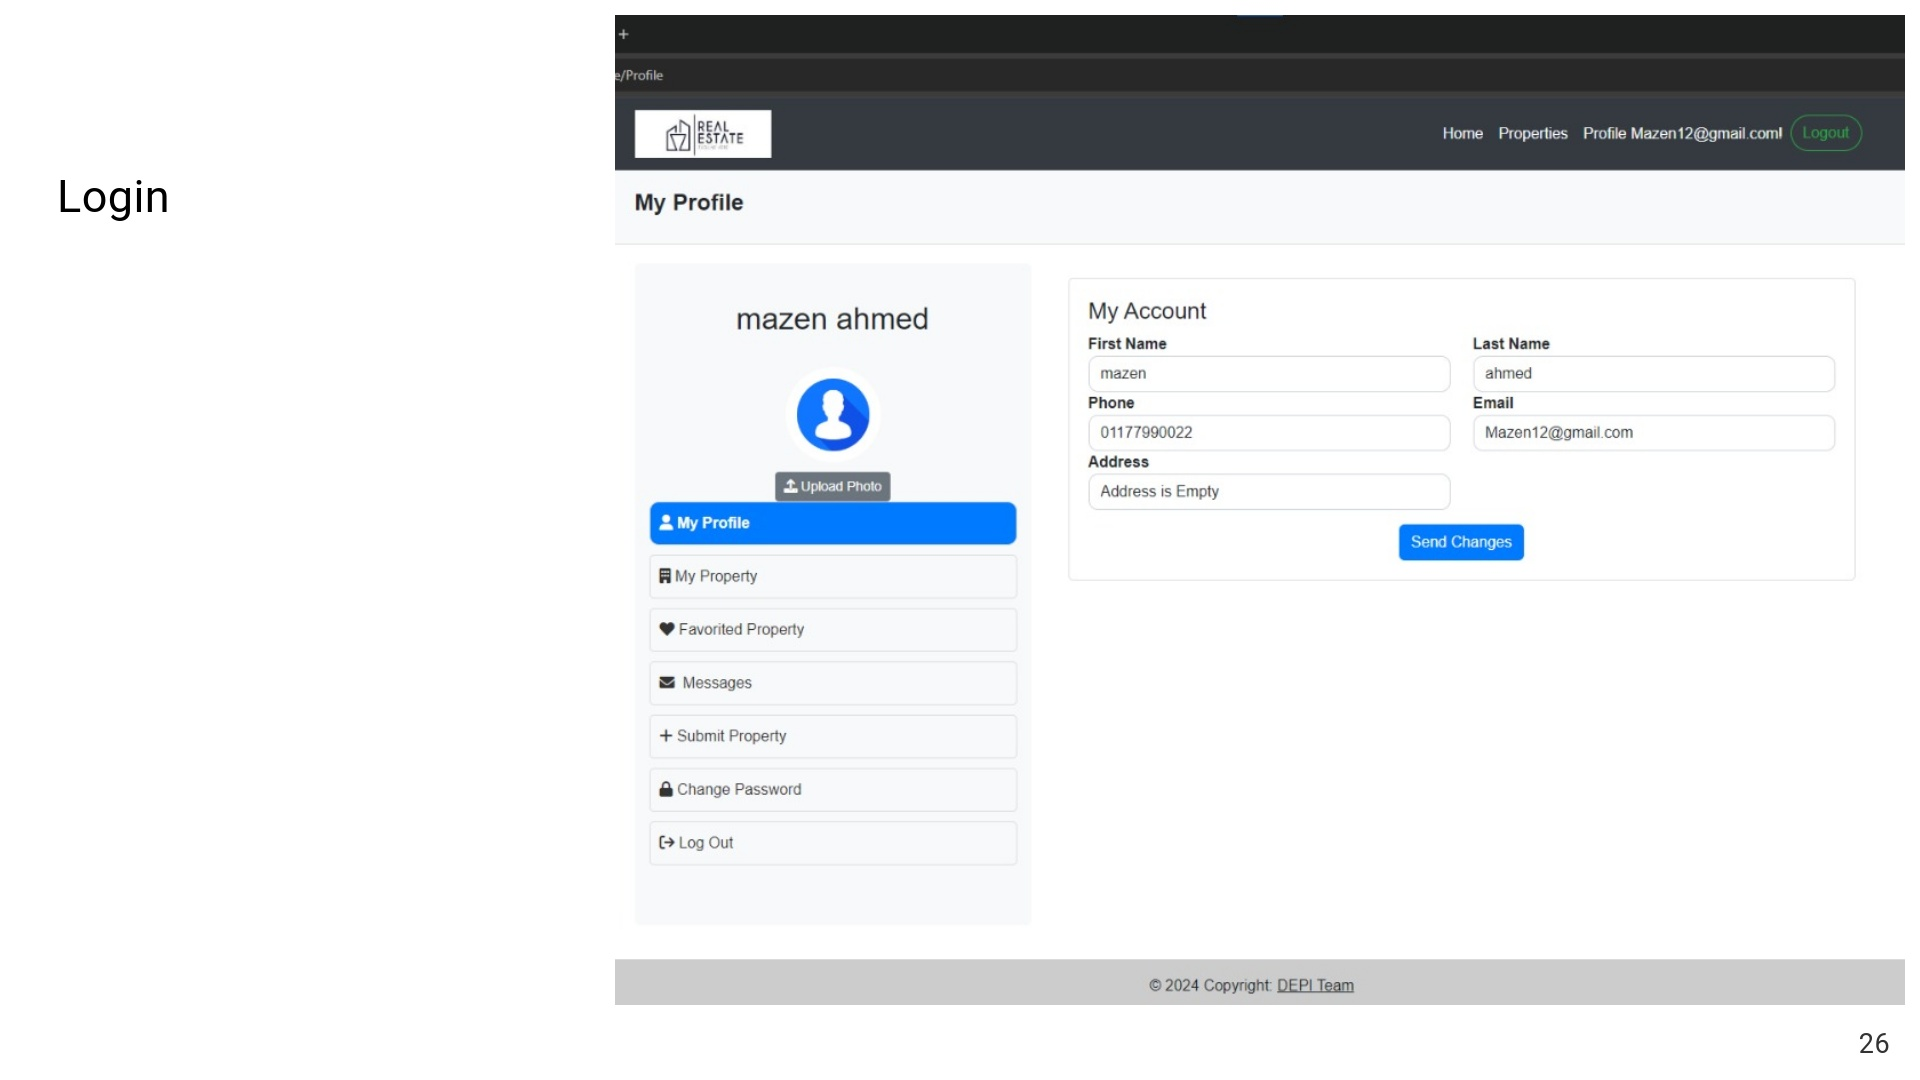 Login
+
e/Profile
REAL
ESTATE
Home Properties Profile Mazen12@gmail.com! Logout
My Profile
mazen ahmed
Upload Photo
My Profile
My Property
Favorited Property
Messages
Submit Property
Change Password
Log Out
My Account
First Name Last Name
mazen ahmed
Phone Email
01177990022 Mazen12@gmail.com
Address
Address is Empty
Send Changes
© 2024 Copyright: DEPI Team
26